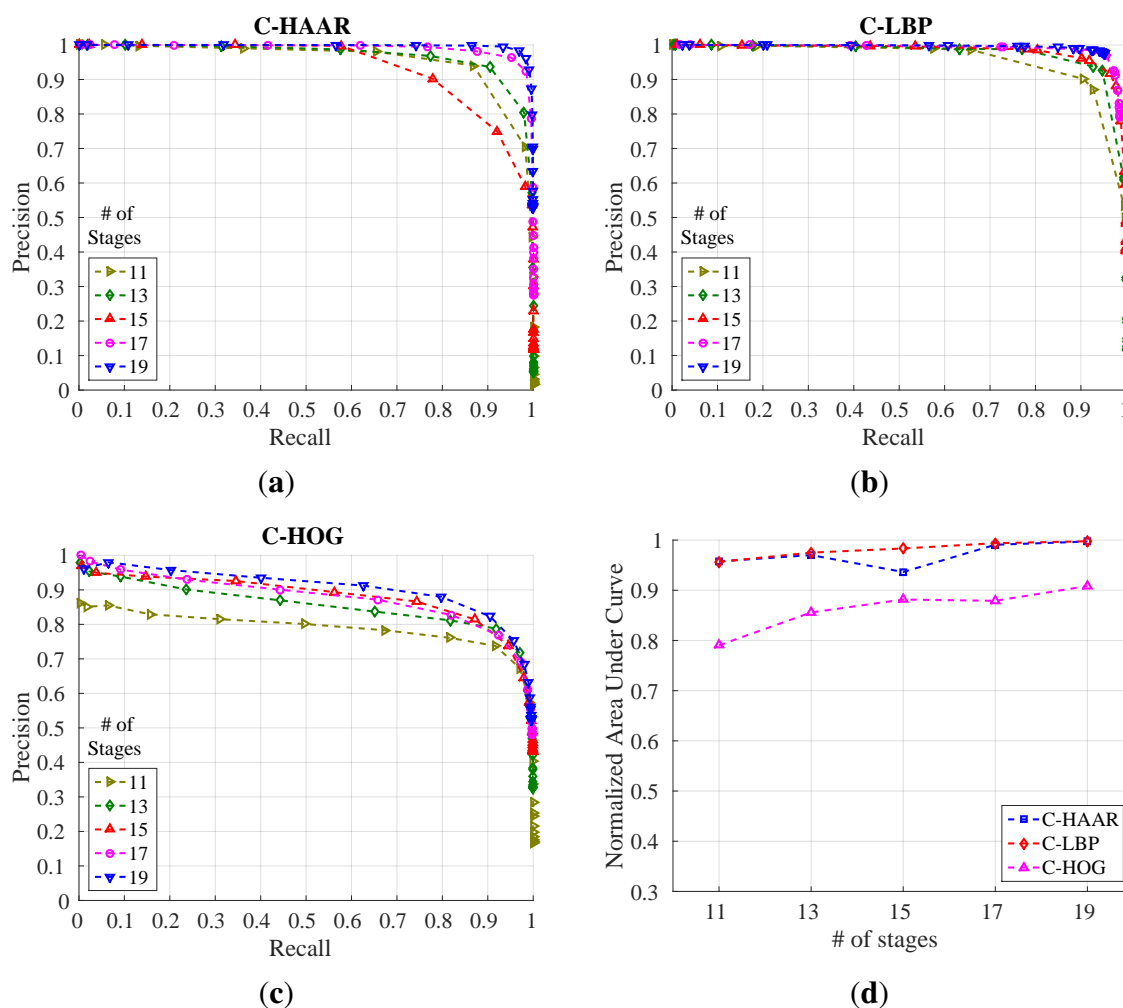 C-HAAR
1
0.9
0.8
0.7
0.6
0.5
0.4
0.3
0.2
0.1
0
Precision
# of
Stages
11
13
15
17
19
0 0.1 0.2 0.3 0.4 0.5 0.6 0.7 0.8 0.9 1
Recall
(a)
C-LBP
1
0.9
0.8
0.7
0.6
0.5
0.4
0.3
0.2
0.1
0
Precision
# of
Stages
11
13
15
17
19
0 0.1 0.2 0.3 0.4 0.5 0.6 0.7 0.8 0.9 1
Recall
(b)
C-HOG
1
0.9
0.8
0.7
0.6
0.5
0.4
0.3
0.2
0.1
0
Precision
# of
Stages
11
13
15
17
19
0 0.1 0.2 0.3 0.4 0.5 0.6 0.7 0.8 0.9 1
Recall
(c)
1
0.9
0.8
0.7
0.6
0.5
0.4
0.3
Normalized Area Under Curve
C-HAAR
C-LBP
C-HOG
11 13 15 17 19
# of stages
(d)